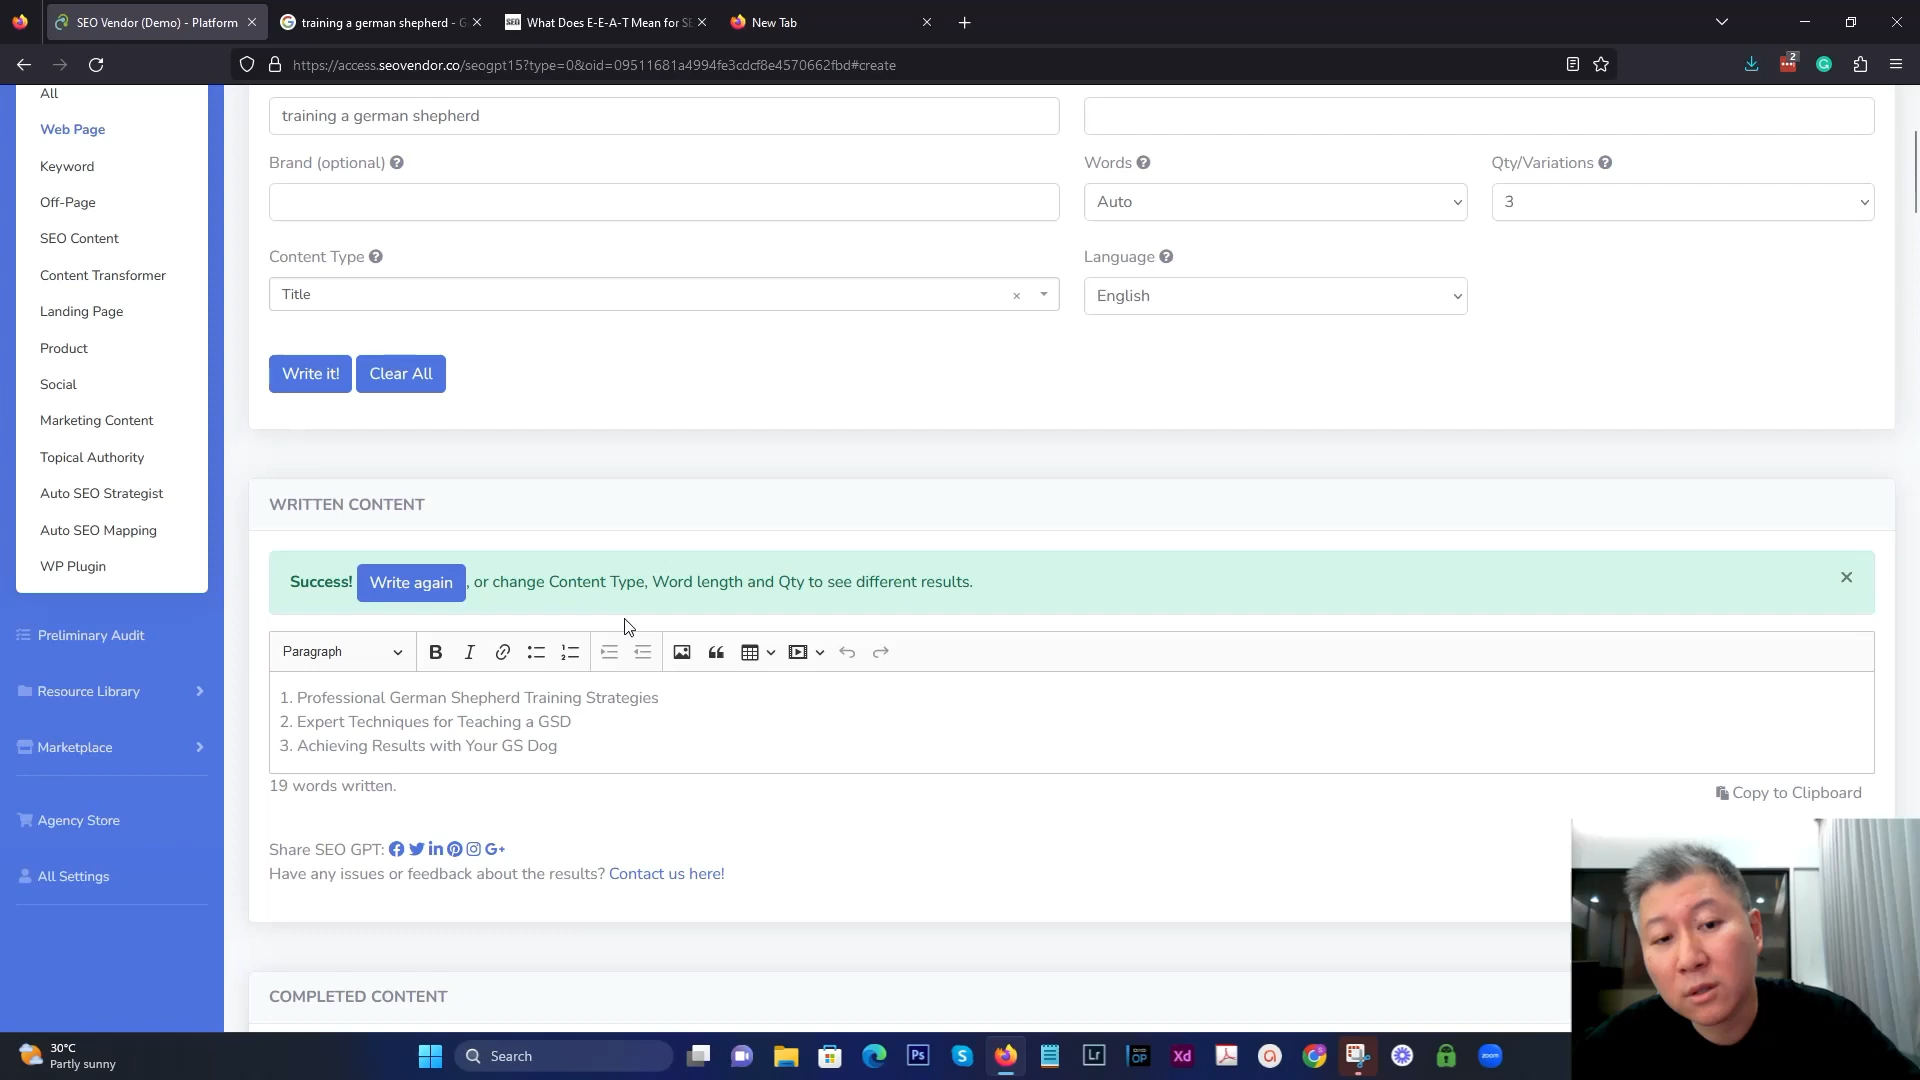 SEO Vendor (Demo) - Platform
training a german shepherd - G
What Does E-E-A-T Mean for SE
New Tab
https://access.seovendor.co/seogpt15?type=0&oid=09511681a4994fe3cdcf8e4570662fbd#create
2
All
Web Page
Keyword
Off-Page
SEO Content
Content Transformer
Landing Page
Product
Social
Marketing Content
Topical Authority
Auto SEO Strategist
Auto SEO Mapping
WP Plugin
Preliminary Audit
Resource Library
Marketplace
Agency Store
All Settings
training a german shepherd
Brand (optional)
Words
Qty/Variations
Auto
3
Content Type
Language
Title
English
Write it!
Clear All
WRITTEN CONTENT
Success! Write again, or change Content Type, Word length and Qty to see different results.
Paragraph
1. Professional German Shepherd Training Strategies
2. Expert Techniques for Teaching a GSD
3. Achieving Results with Your GS Dog
19 words written.
Copy to Clipboard
Share SEO GPT:
Have any issues or feedback about the results? Contact us here!
COMPLETED CONTENT
30°C
Partly sunny
Search
Ps
Lr
OP
Xd
zoom